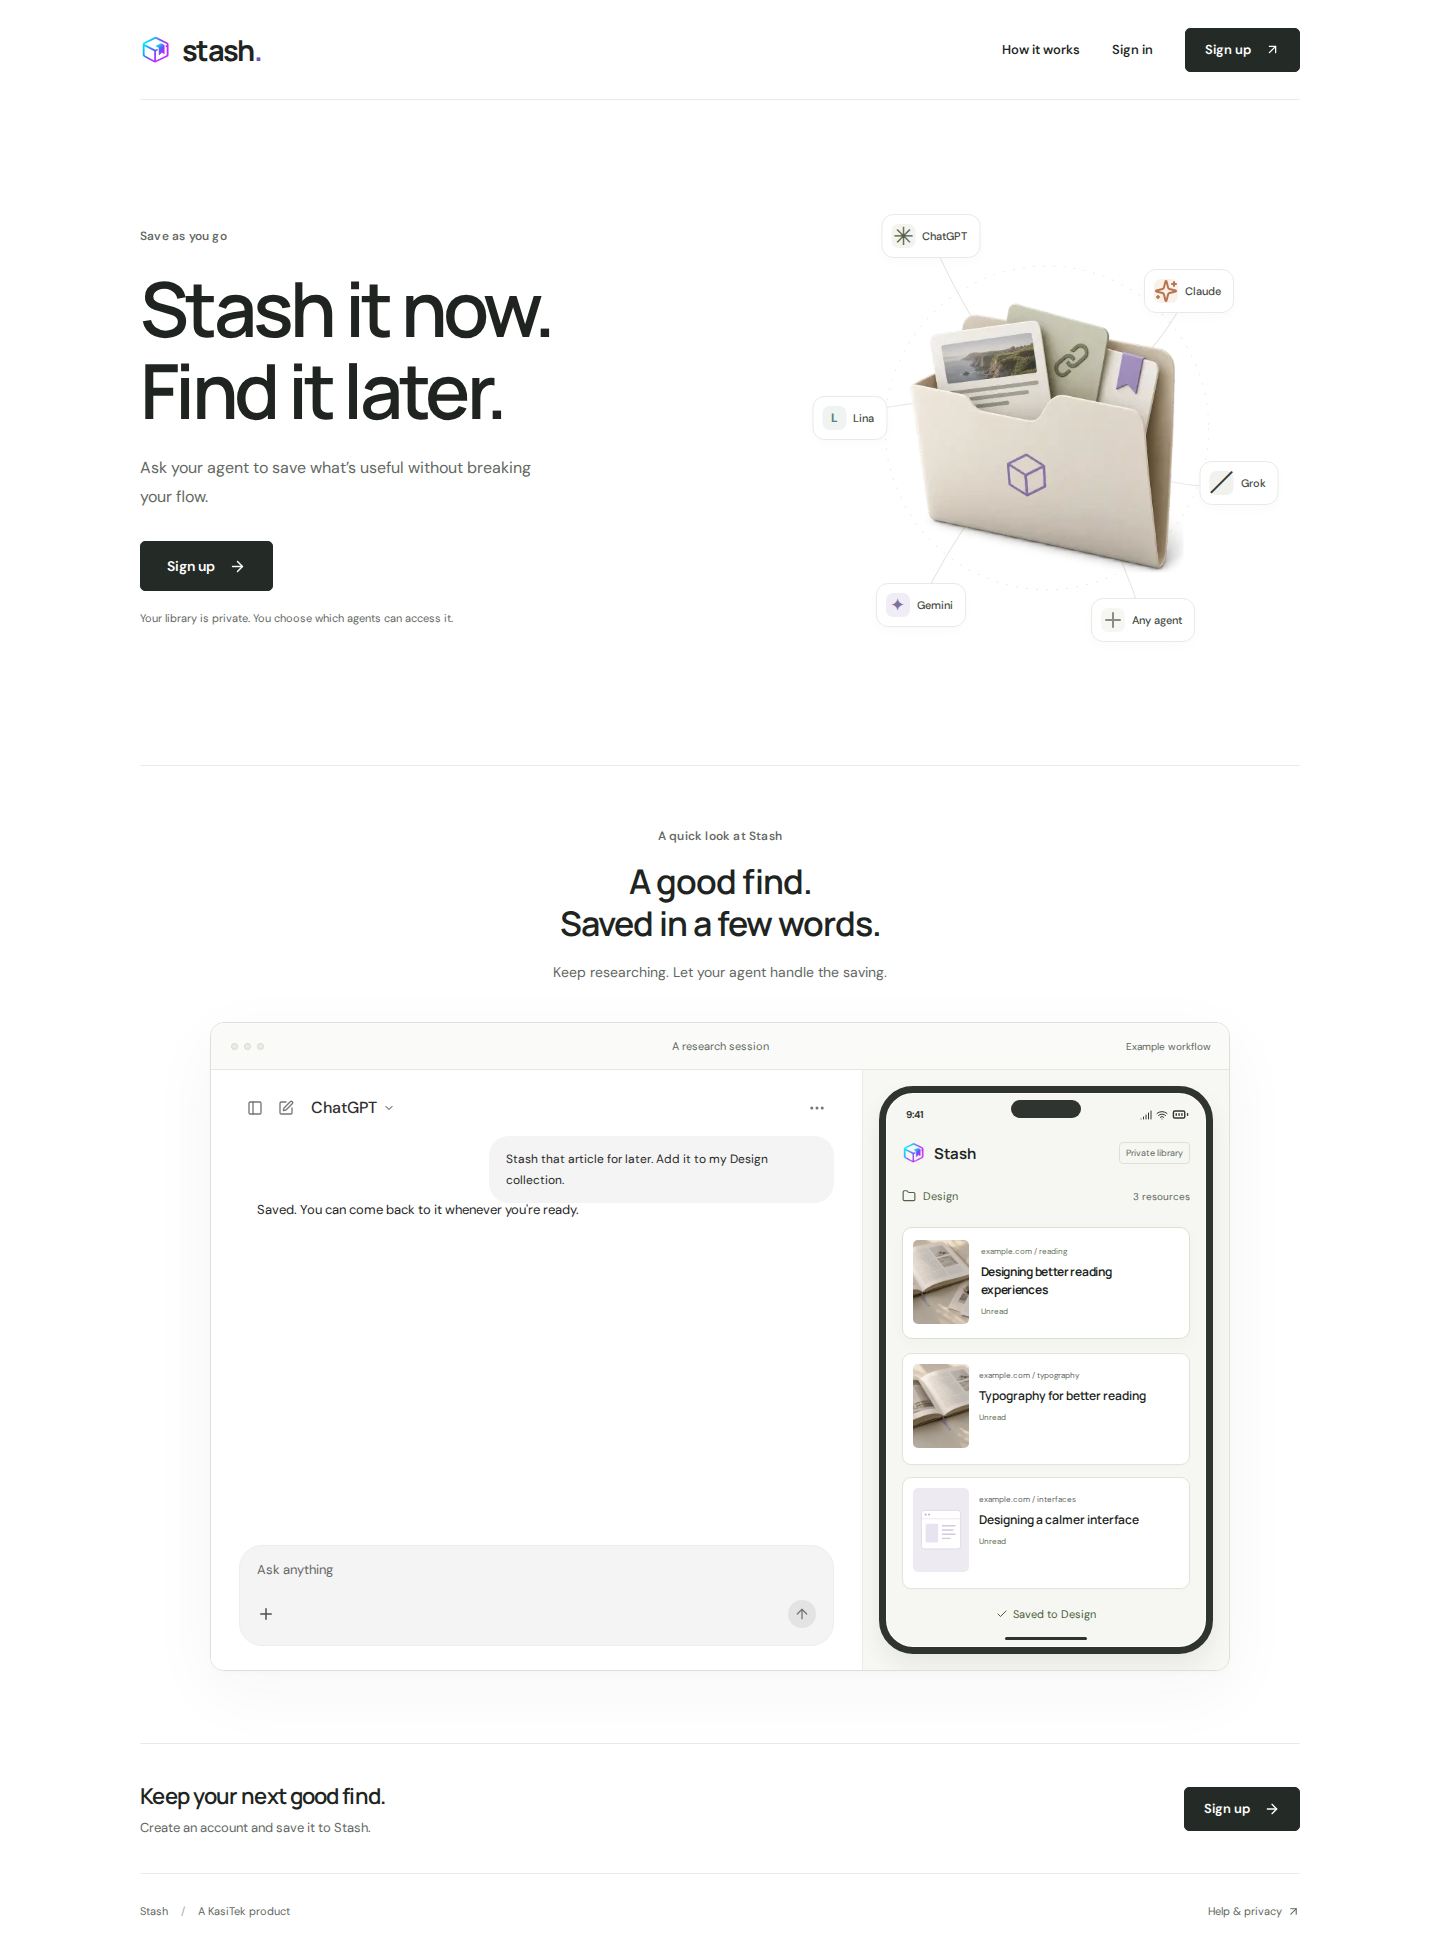 stash.
How it works
Sign in
Sign up
Save as you go
Stash it now.
Find it later.
Ask your agent to save what's useful without breaking
your flow.
Sign up
Your library is private. You choose which agents can access it.
ChatGPT
Claude
L
Lina
Grok
Gemini
Any agent
A quick look at Stash
A good find.
Saved in a few words.
Keep researching. Let your agent handle the saving.
A research session
Example workflow
ChatGPT
Stash that article for later. Add it to my Design
collection.
Saved. You can come back to it whenever you're ready.
Ask anything
9:41
Stash
Private library
Design
3 resources
example.com / reading
Designing better reading
experiences
Unread
example.com / typography
Typography for better reading
Unread
example.com / interfaces
Designing a calmer interface
Unread
Saved to Design
Keep your next good find.
Create an account and save it to Stash.
Sign up
Stash / A KasiTek product
Help & privacy